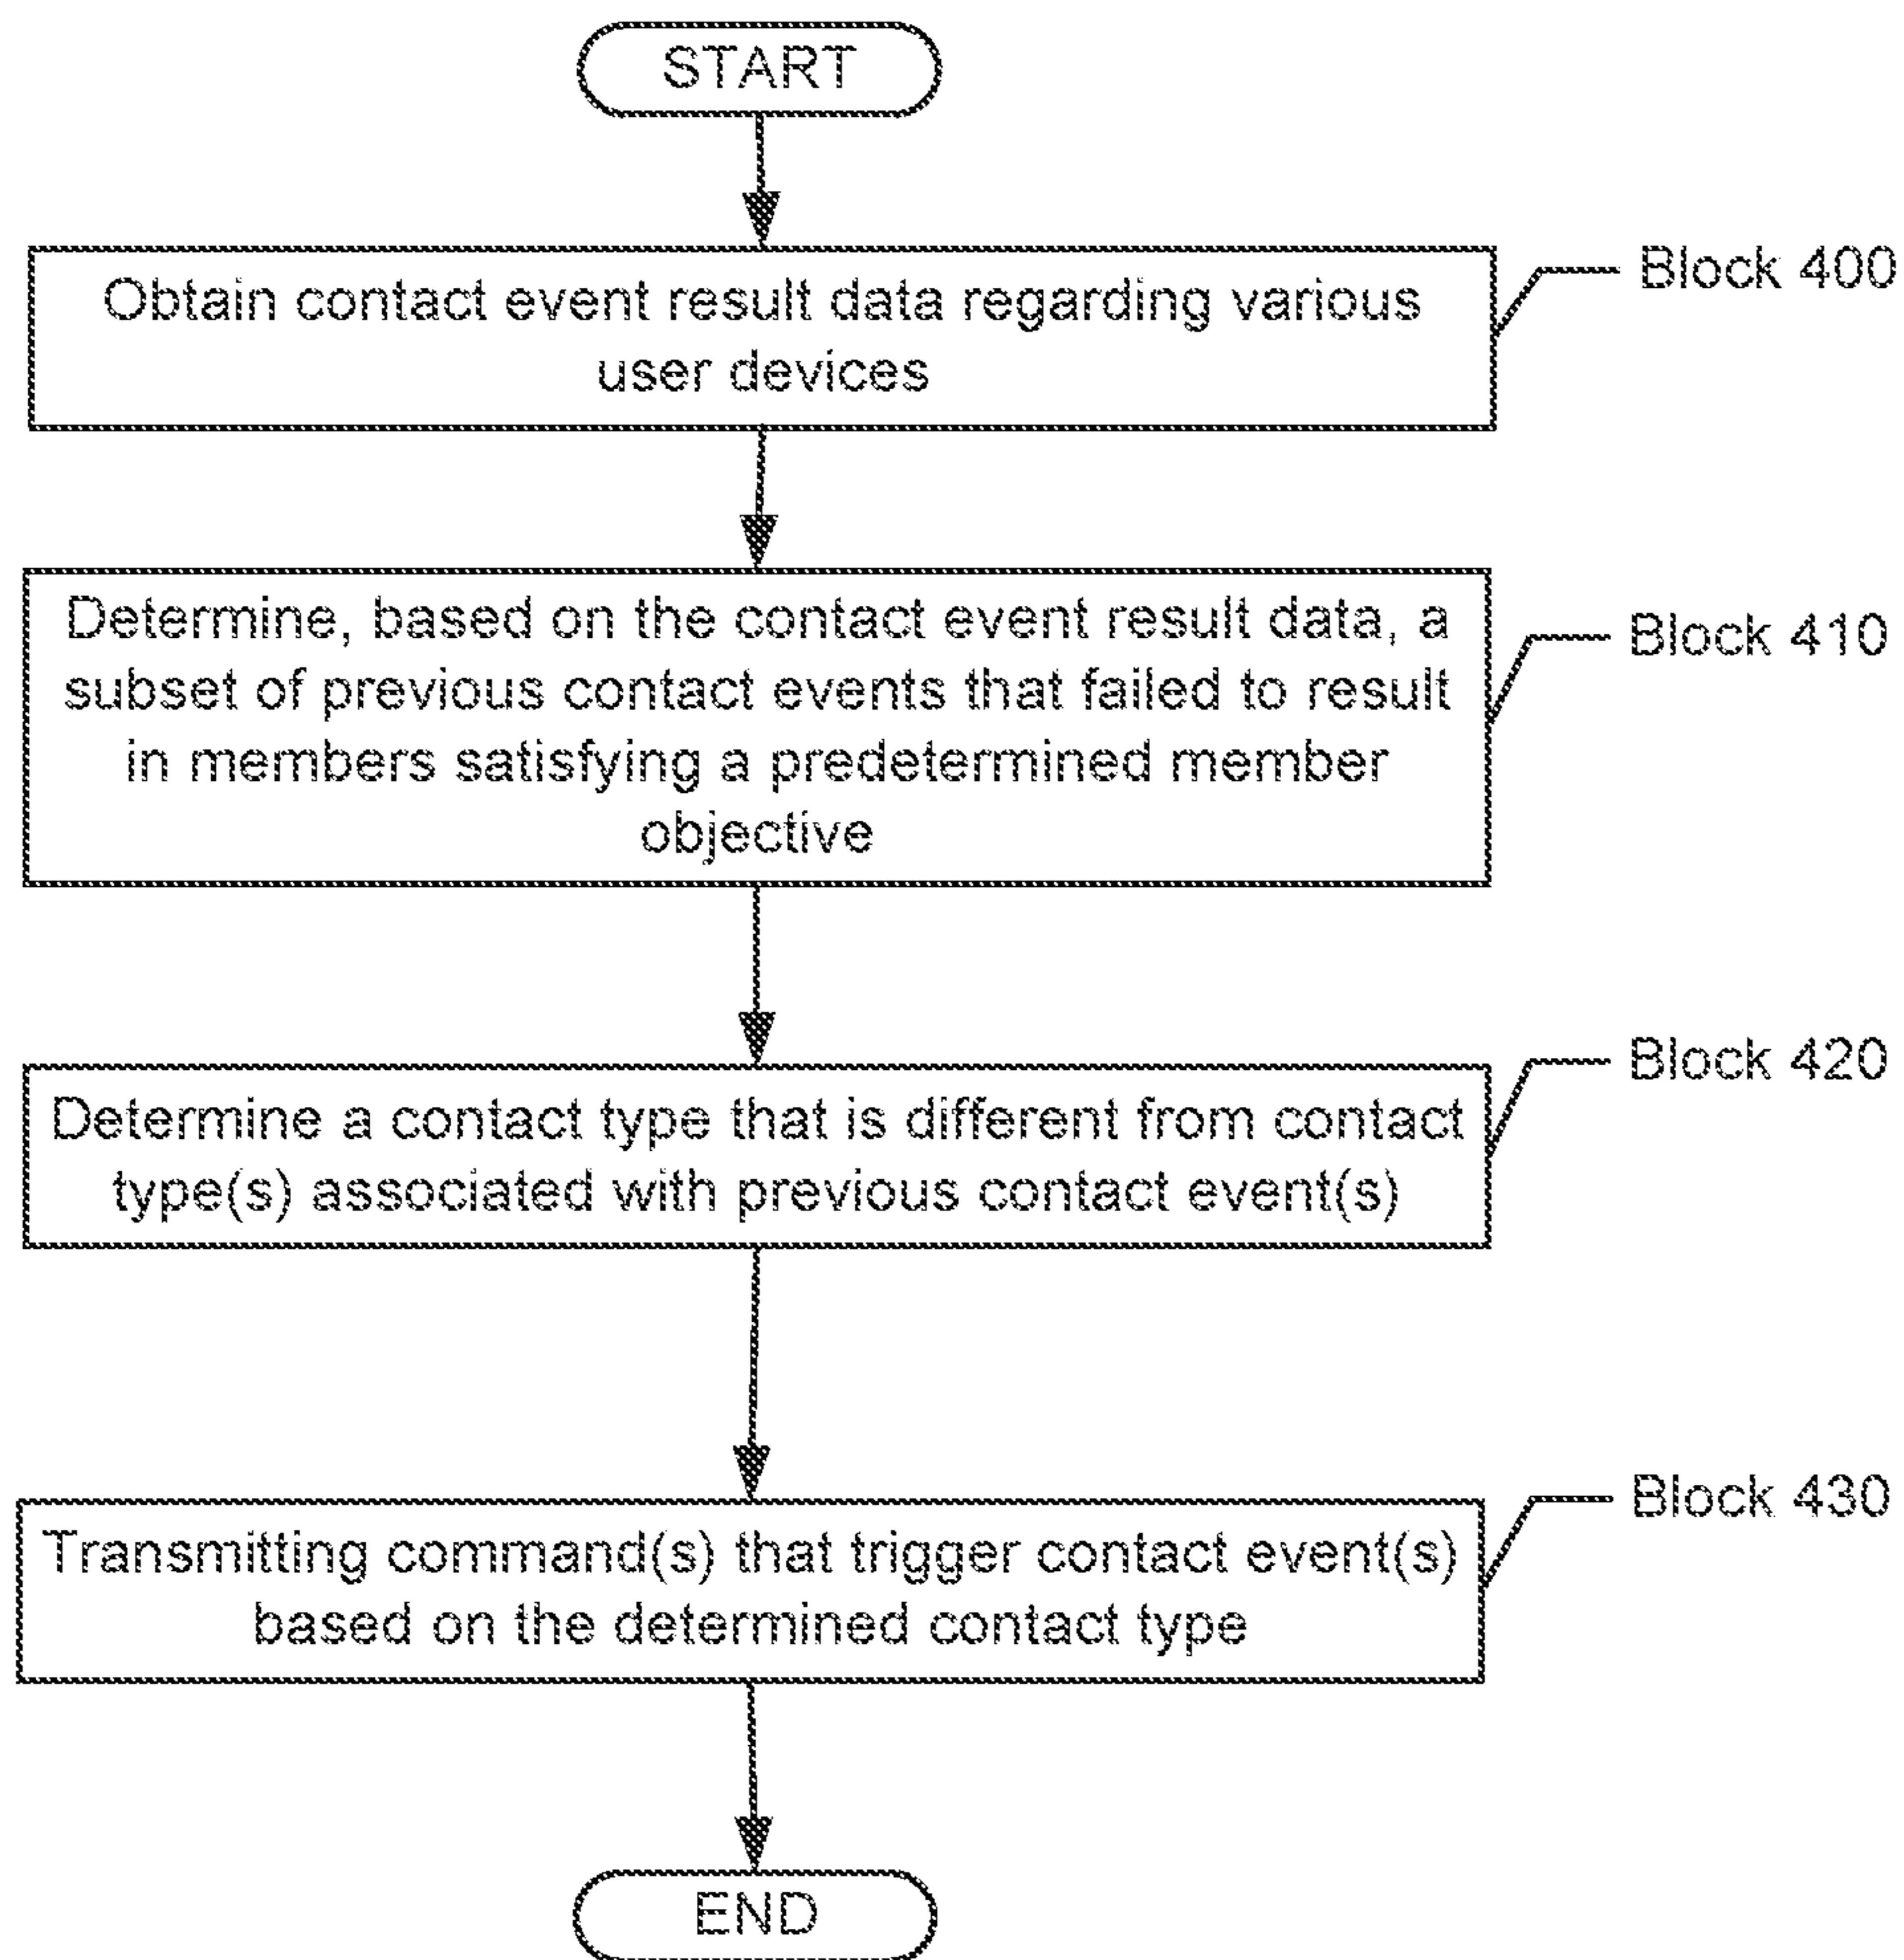 START
Obtain contact event result data regarding various
user devices
Block 400
Determine, based on the contact event result data, a
subset of previous contact events that failed to result
in members satisfying a predetermined member
objective
Block 410
Determine a contact type that is different from contact
type(s) associated with previous contact event(s)
Block 420
Transmitting command(s) that trigger contact event(s)
based on the determined contact type
Block 430
END